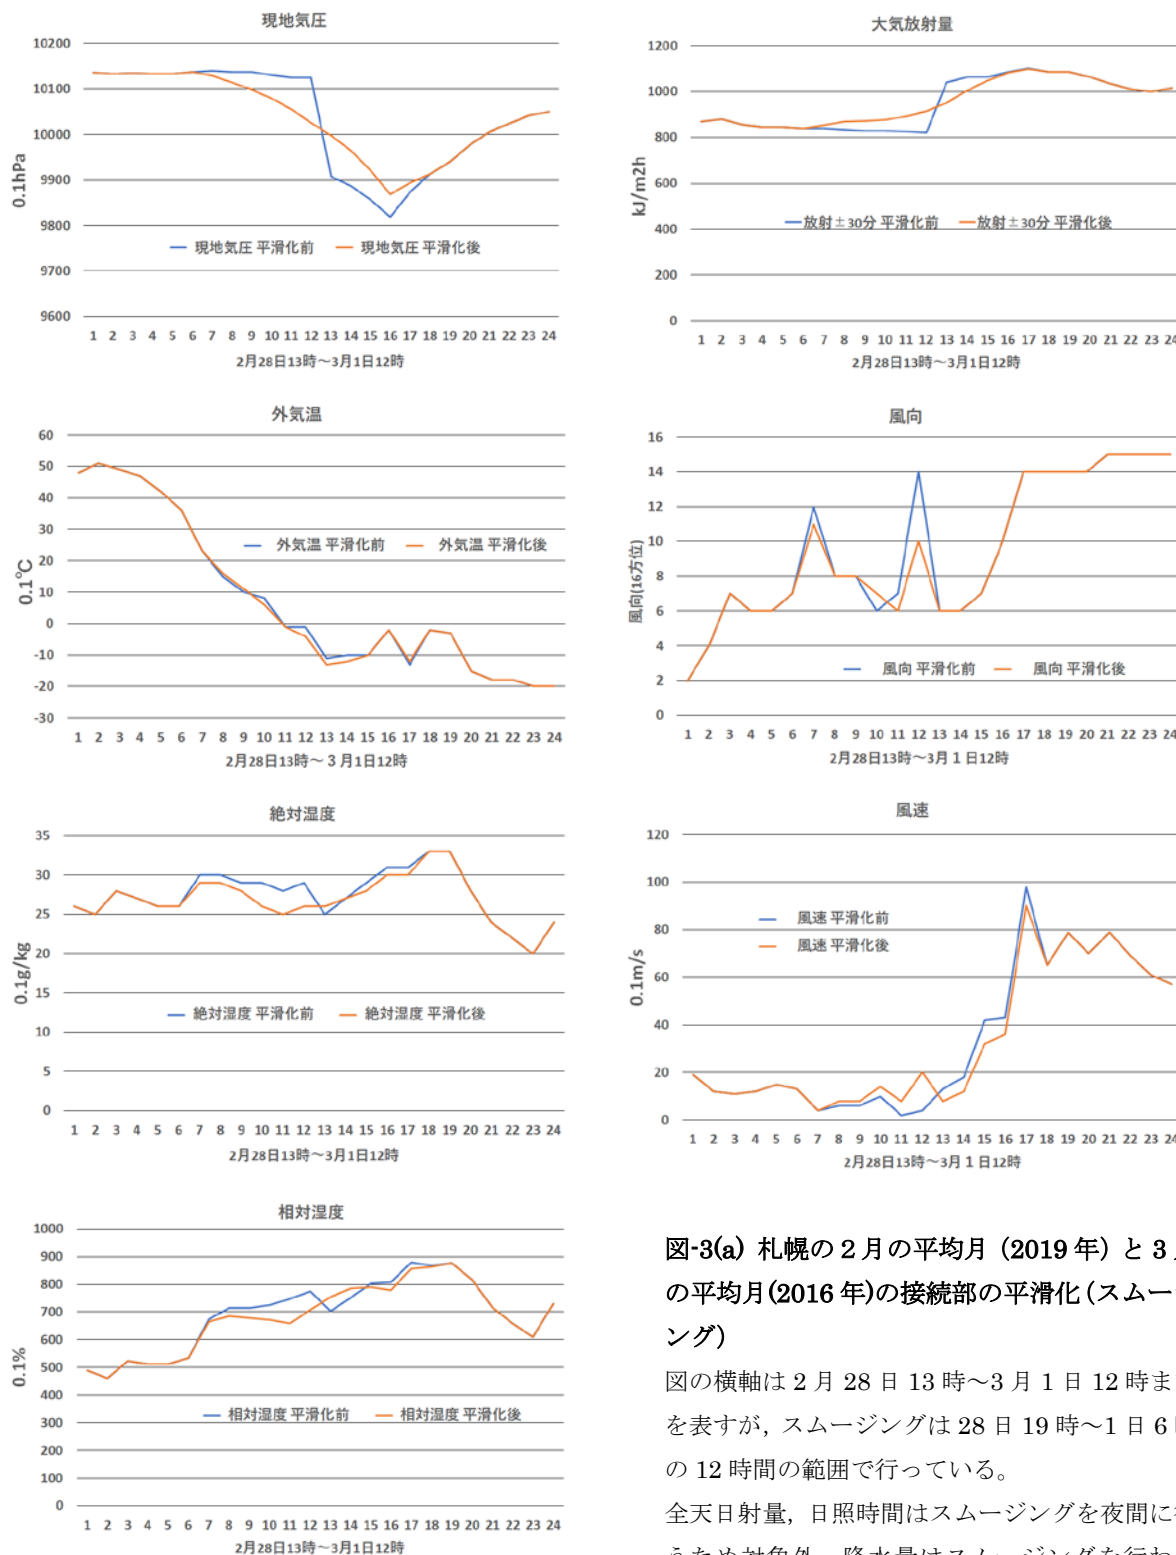 現地気圧
10200
10100
10000
9900
9800
9700
9600
0.1hPa
現地気圧 平滑化前 現地気圧 平滑化後
1 2 3 4 5 6 7 8 9 10 11 12 13 14 15 16 17 18 19 20 21 22 23 24
2月28日13時～3月1日12時
大気放射量
1200
1000
800
600
400
200
0
kJ/m2h
放射±30分 平滑化前 放射±30分 平滑化後
1 2 3 4 5 6 7 8 9 10 11 12 13 14 15 16 17 18 19 20 21 22 23 24
2月28日13時～3月1日12時
外気温
60
50
40
30
20
10
0
-10
-20
-30
0.1℃
外気温 平滑化前 外気温 平滑化後
1 2 3 4 5 6 7 8 9 10 11 12 13 14 15 16 17 18 19 20 21 22 23 24
2月28日13時～３月1日12時
風向
16
14
12
10
8
6
4
2
0
風向(16方位)
風向 平滑化前 風向 平滑化後
1 2 3 4 5 6 7 8 9 10 11 12 13 14 15 16 17 18 19 20 21 22 23 24
2月28日13時～3月１日12時
絶対湿度
35
30
25
20
15
10
5
0
0.1g/kg
絶対湿度 平滑化前 絶対湿度 平滑化後
1 2 3 4 5 6 7 8 9 10 11 12 13 14 15 16 17 18 19 20 21 22 23 24
2月28日13時～3月1日12時
風速
120
100
80
60
40
20
0
0.1m/s
風速 平滑化前
風速 平滑化後
1 2 3 4 5 6 7 8 9 10 11 12 13 14 15 16 17 18 19 20 21 22 23 24
2月28日13時～3月１日12時
相対湿度
1000
900
800
700
600
500
400
300
200
100
0
0.1%
相対湿度 平滑化前 相対湿度 平滑化後
1 2 3 4 5 6 7 8 9 10 11 12 13 14 15 16 17 18 19 20 21 22 23 24
2月28日13時～3月1日12時
図-3(a) 札幌の２月の平均月（2019 年）と３
の平均月(2016 年)の接続部の平滑化（スムー
ング）
図の横軸は 2 月 28 日 13 時～3 月 1 日 12 時ま
を表すが，スムージングは 28 日 19 時～1 日 6
の 12 時間の範囲で行っている。
全天日射量，日照時間はスムージングを夜間に